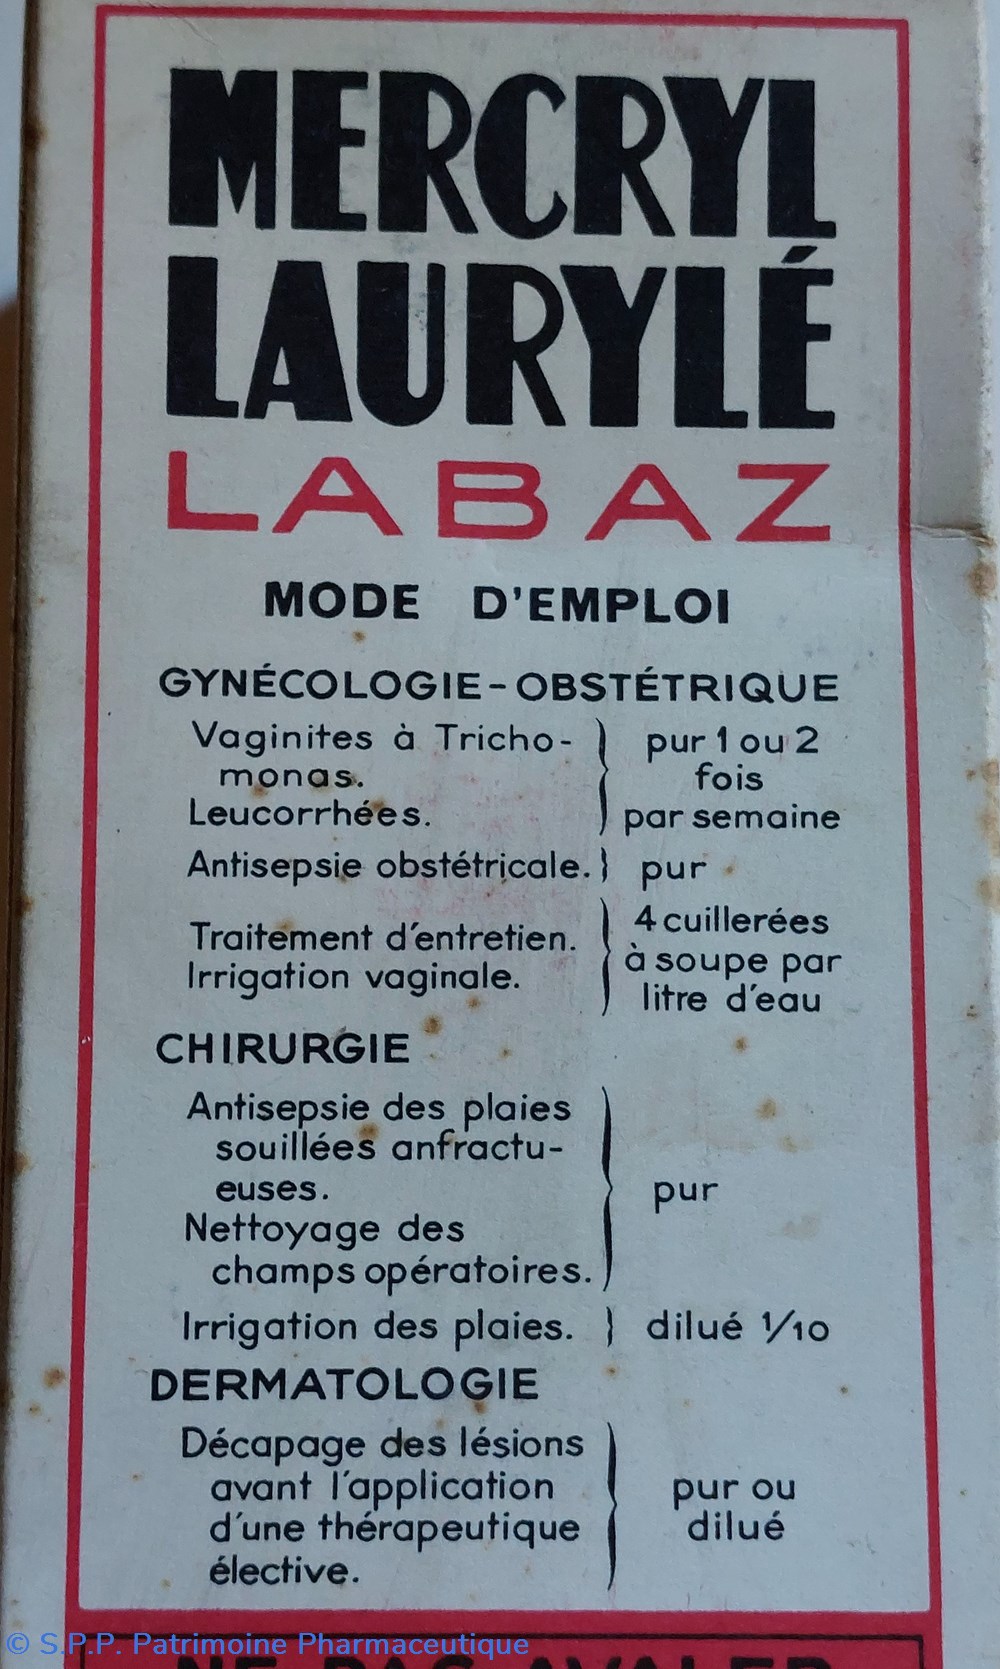 MERCRYL
LAURYLÉ
LABAZ
MODE D'EMPLOI
GYNÉCOLOGIE-OBSTÉTRIQUE
Vaginites à Tricho-
monas.
Leucorrhées.
pur 1 ou 2
fois
par semaine
Antisepsie obstétricale. pur
Traitement d'entretien.
Irrigation vaginale.
4 cuillerées
à soupe par
litre d'eau
CHIRURGIE
Antisepsie des plaies
souillées anfractu-
euses.
Nettoyage des
champs opératoires.
pur
Irrigation des plaies. dilué 1/10
DERMATOLOGIE
Décapage des lésions
avant l'application
d'une thérapeutique
élective.
pur ou
dilué
NE PAS AVALER
© S.P.P. Patrimoine Pharmaceutique